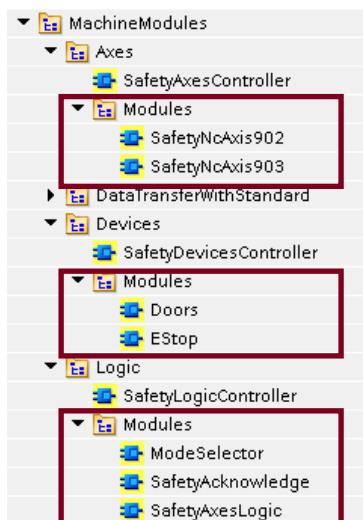 MachineModules
Axes
SafetyAxesController
Modules
SafetyNcAxis902
SafetyNcAxis903
DataTransferWithStandard
Devices
SafetyDevicesController
Modules
Doors
EStop
Logic
SafetyLogicController
Modules
ModeSelector
SafetyAcknowledge
SafetyAxesLogic